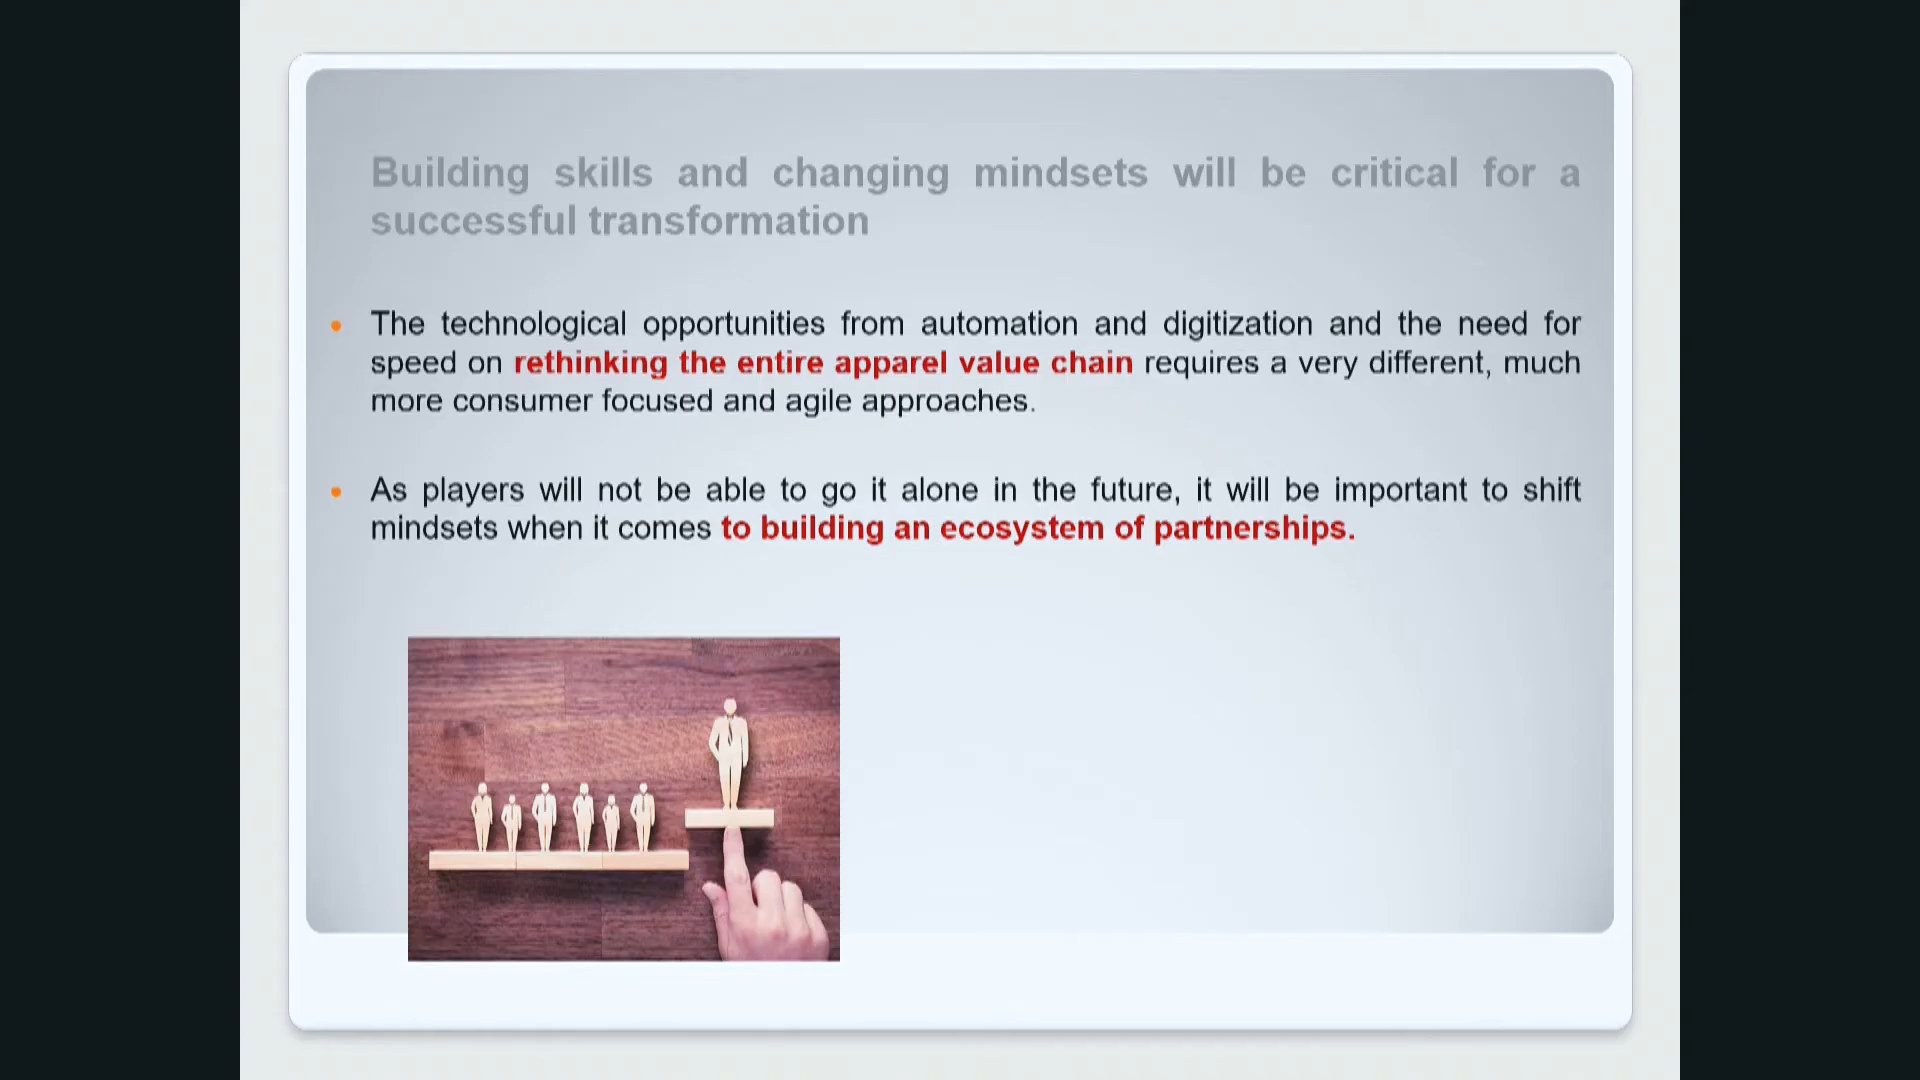 Building skills and changing mindsets will be critical for a
successful transformation
The technological opportunities from automation and digitization and the need for
speed on rethinking the entire apparel value chain requires a very different, much
more consumer focused and agile approaches.
As players will not be able to go it alone in the future, it will be important to shift
mindsets when it comes to building an ecosystem of partnerships.